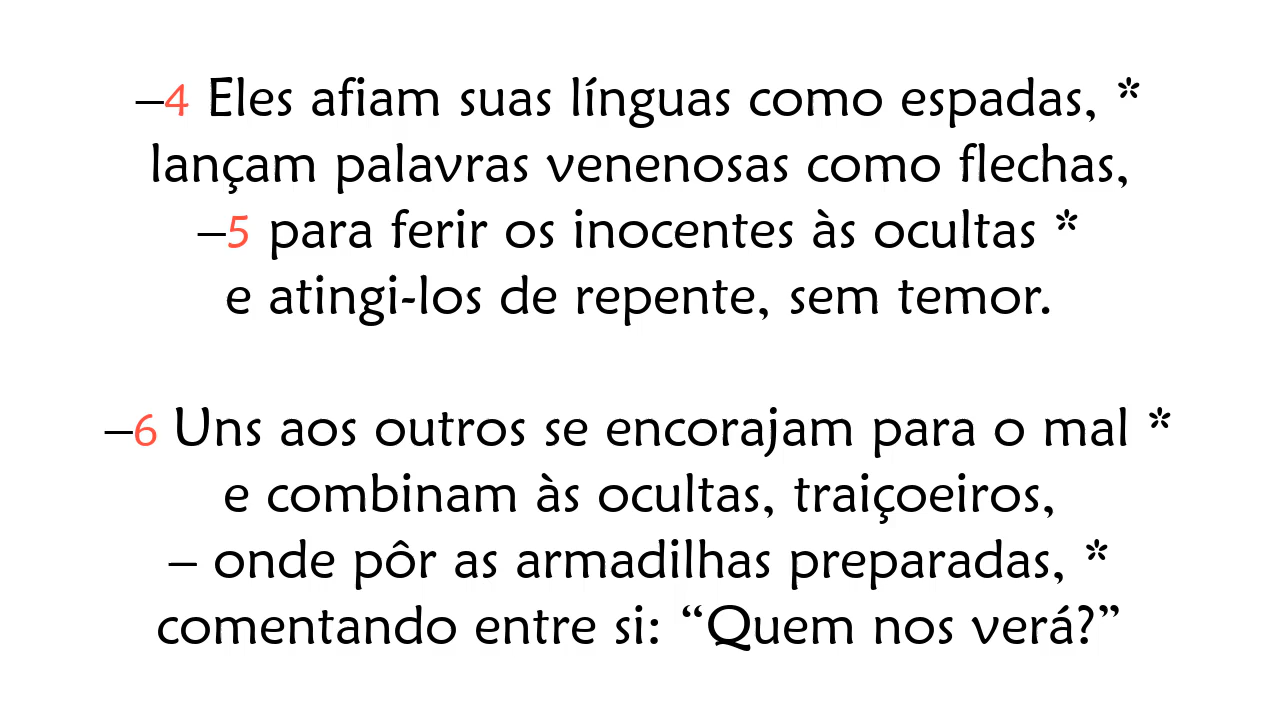 –4 Eles afiam suas línguas como espadas, *
lançam palavras venenosas como flechas,
–5 para ferir os inocentes às ocultas *
e atingi-los de repente, sem temor.
–6 Uns aos outros se encorajam para o mal *
e combinam às ocultas, traiçoeiros,
– onde pôr as armadilhas preparadas, *
comentando entre si: “Quem nos verá?”